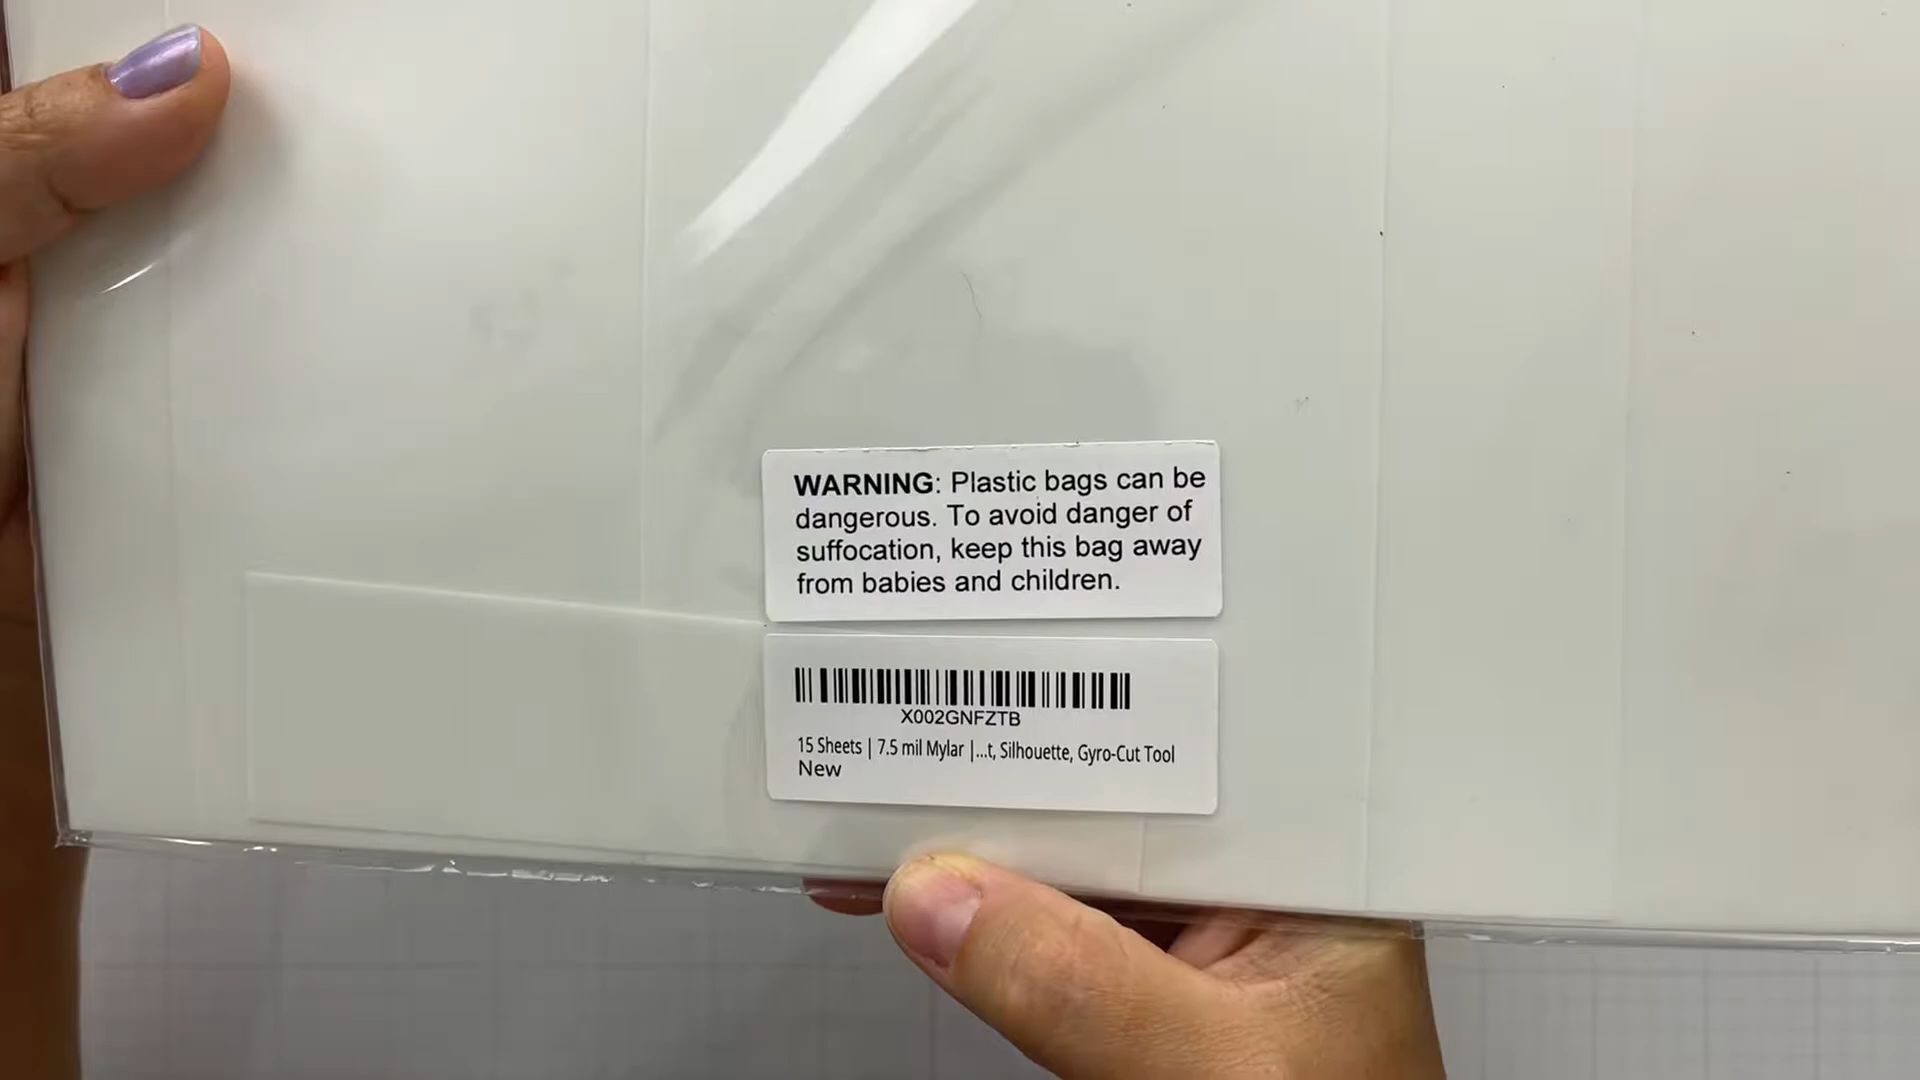 WARNING: Plastic bags can be
dangerous. To avoid danger of
suffocation, keep this bag away
from babies and children.
X002GNFZTB
15 Sheets | 7.5 mil Mylar |...t, Silhouette, Gyro-Cut Tool
New